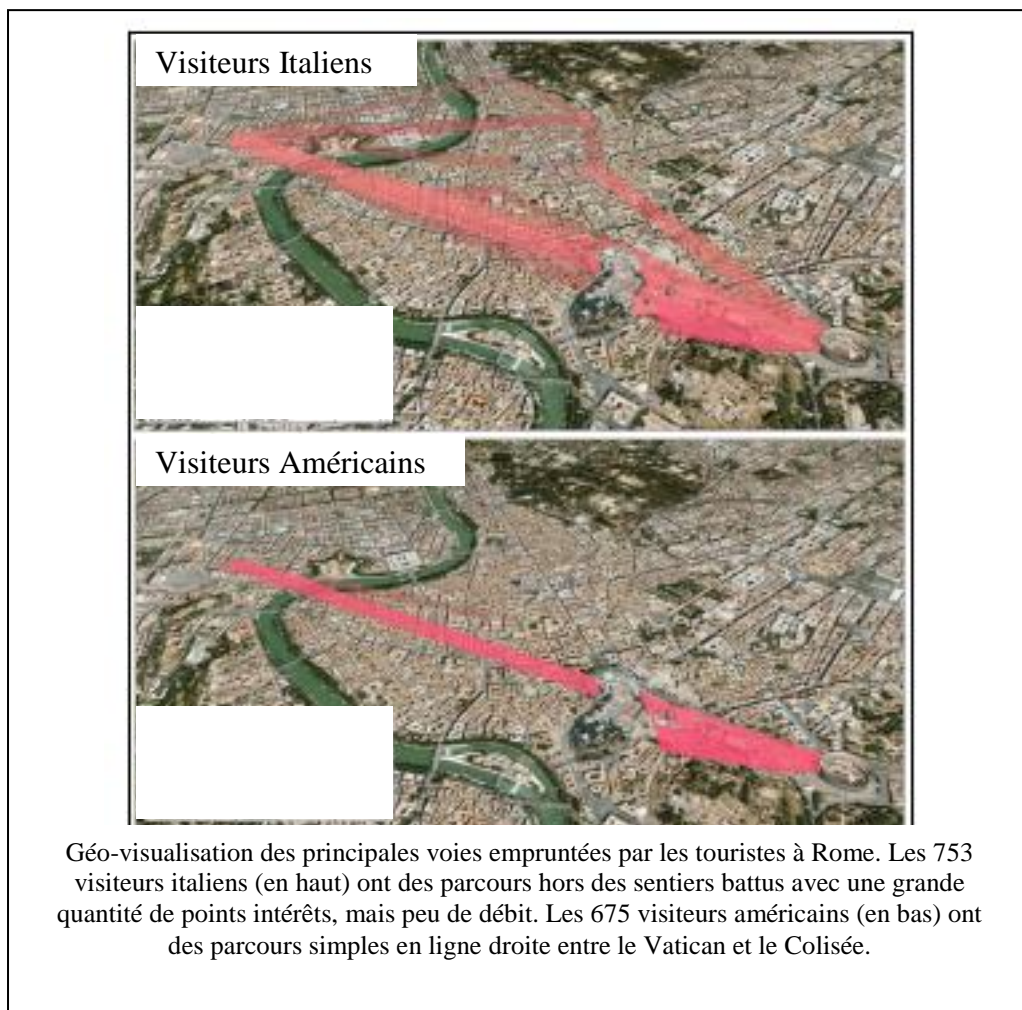 Visiteurs Italiens
Visiteurs Américains
Géo-visualisation des principales voies empruntées par les touristes à Rome. Les 753
visiteurs italiens (en haut) ont des parcours hors des sentiers battus avec une grande
quantité de points intérêts, mais peu de débit. Les 675 visiteurs américains (en bas) ont
des parcours simples en ligne droite entre le Vatican et le Colisée.